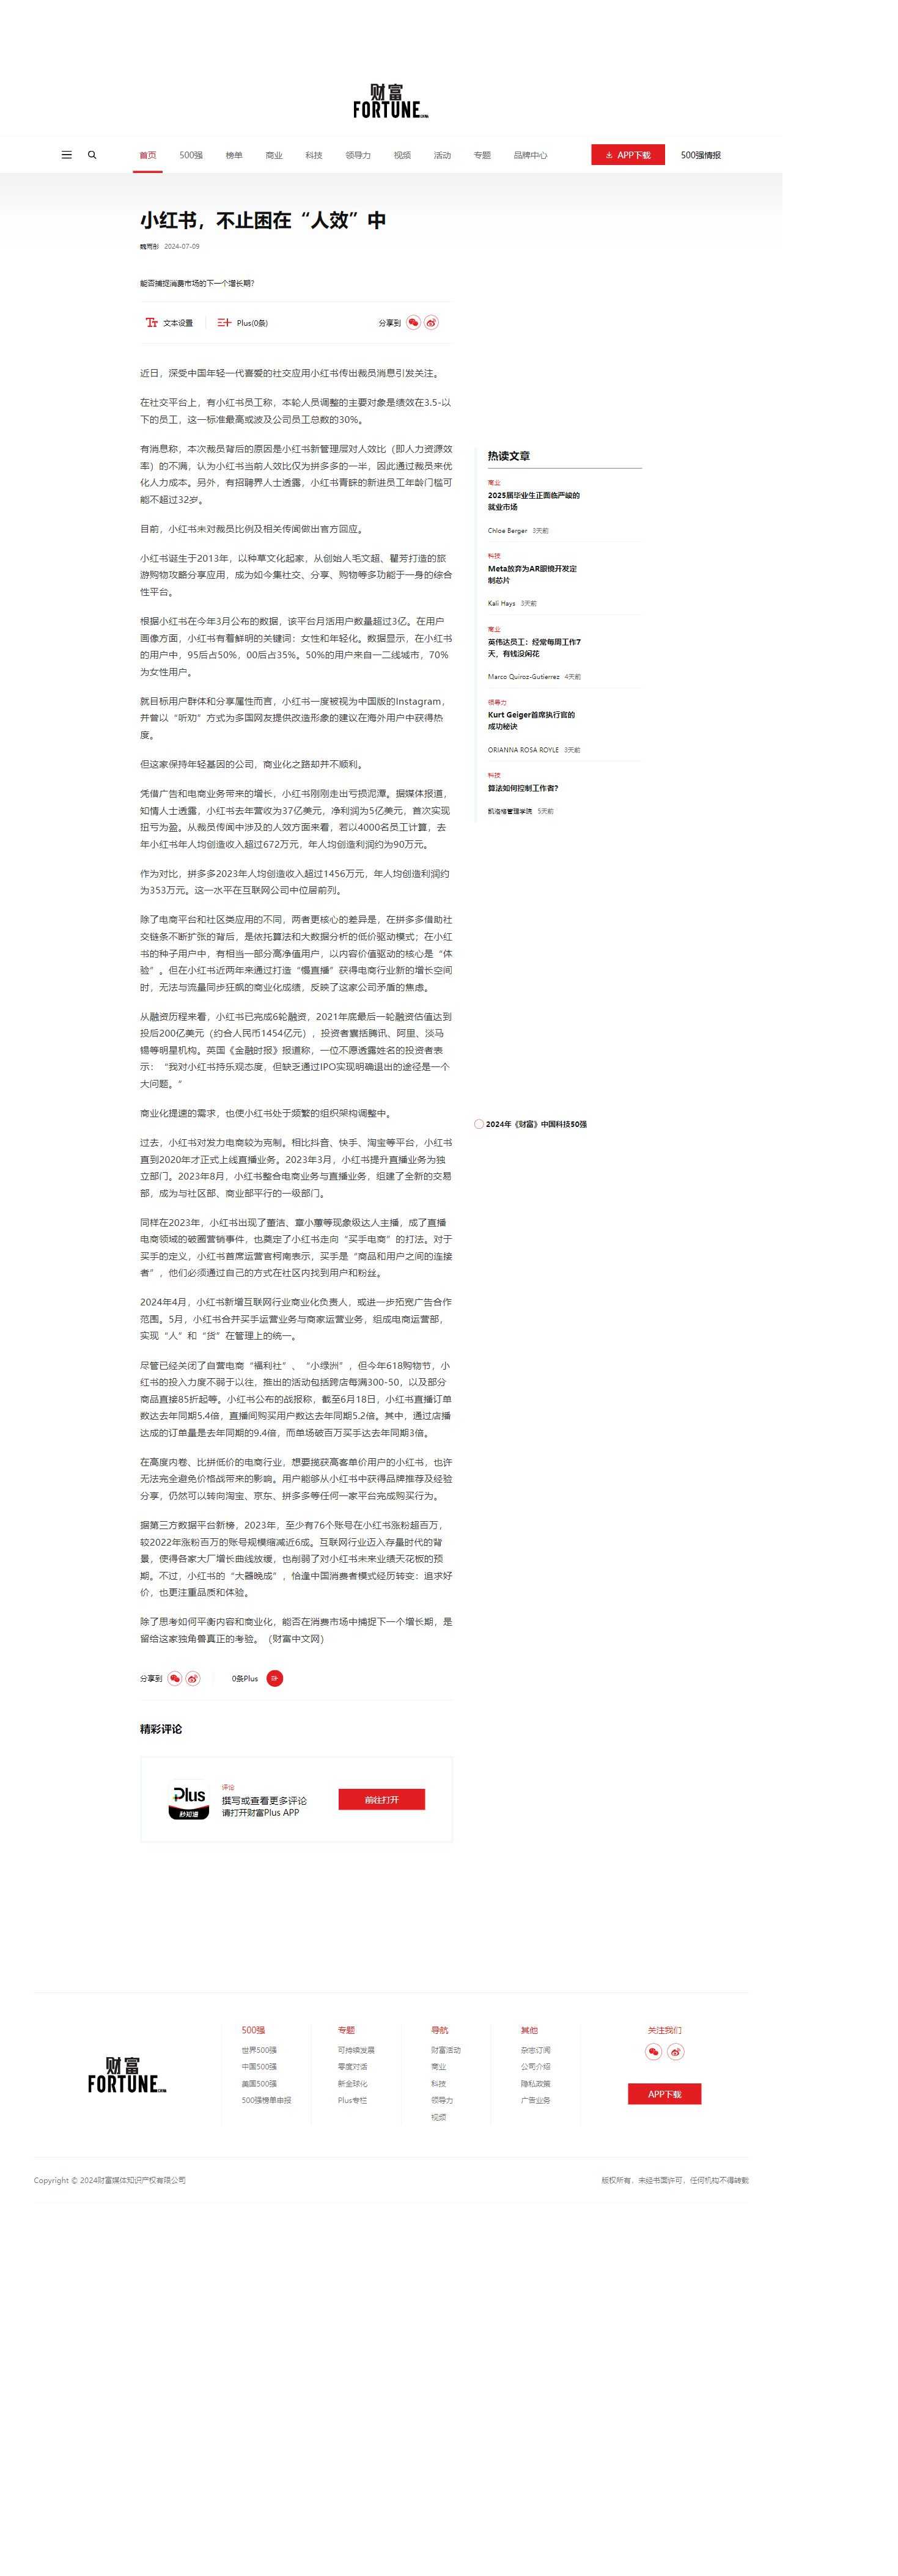 财富
FORTUNE CHINA
首页 500强 榜单 商业 科技 领导力 视频 活动 专题 品牌中心 APP下载 500强情报
小红书，不止困在“人效”中
魏雨彤 2024-07-09
能否捕捉消费市场的下一个增长期？
文本设置 Plus(0条) 分享到
近日，深受中国年轻一代喜爱的社交应用小红书传出裁员消息引发关注。
在社交平台上，有小红书员工称，本轮人员调整的主要对象是绩效在3.5-以
下的员工，这一标准最高或波及公司员工总数的30%。
有消息称，本次裁员背后的原因是小红书新管理层对人效比（即人力资源效
率）的不满，认为小红书当前人效比仅为拼多多的一半，因此通过裁员来优
化人力成本。另外，有招聘界人士透露，小红书青睐的新进员工年龄门槛可
能不超过32岁。
目前，小红书未对裁员比例及相关传闻做出官方回应。
小红书诞生于2013年，以种草文化起家，从创始人毛文超、瞿芳打造的旅
游购物攻略分享应用，成为如今集社交、分享、购物等多功能于一身的综合
性平台。
根据小红书在今年3月公布的数据，该平台月活用户数量超过3亿。在用户
画像方面，小红书有着鲜明的关键词：女性和年轻化。数据显示，在小红书
的用户中，95后占50%，00后占35%。50%的用户来自一二线城市，70%
为女性用户。
就目标用户群体和分享属性而言，小红书一度被视为中国版的Instagram，
并曾以“听劝”方式为多国网友提供改造形象的建议在海外用户中获得热
度。
但这家保持年轻基因的公司，商业化之路却并不顺利。
凭借广告和电商业务带来的增长，小红书刚刚走出亏损泥潭。据媒体报道，
知情人士透露，小红书去年营收为37亿美元，净利润为5亿美元，首次实现
扭亏为盈。从裁员传闻中涉及的人效方面来看，若以4000名员工计算，去
年小红书年人均创造收入超过672万元，年人均创造利润约为90万元。
作为对比，拼多多2023年人均创造收入超过1456万元，年人均创造利润约
为353万元。这一水平在互联网公司中位居前列。
除了电商平台和社区类应用的不同，两者更核心的差异是，在拼多多借助社
交链条不断扩张的背后，是依托算法和大数据分析的低价驱动模式；在小红
书的种子用户中，有相当一部分高净值用户，以内容价值驱动的核心是“体
验”。但在小红书近两年来通过打造“慢直播”获得电商行业新的增长空间
时，无法与流量同步狂飙的商业化成绩，反映了这家公司矛盾的焦虑。
从融资历程来看，小红书已完成6轮融资，2021年底最后一轮融资估值达到
投后200亿美元（约合人民币1454亿元），投资者囊括腾讯、阿里、淡马
锡等明星机构。英国《金融时报》报道称，一位不愿透露姓名的投资者表
示：“我对小红书持乐观态度，但缺乏通过IPO实现明确退出的途径是一个
大问题。”
商业化提速的需求，也使小红书处于频繁的组织架构调整中。
过去，小红书对发力电商较为克制。相比抖音、快手、淘宝等平台，小红书
直到2020年才正式上线直播业务。2023年3月，小红书提升直播业务为独
立部门。2023年8月，小红书整合电商业务与直播业务，组建了全新的交易
部，成为与社区部、商业部平行的一级部门。
同样在2023年，小红书出现了董洁、章小蕙等现象级达人主播，成了直播
电商领域的破圈营销事件，也奠定了小红书走向“买手电商”的打法。对于
买手的定义，小红书首席运营官柯南表示，买手是“商品和用户之间的连接
者”，他们必须通过自己的方式在社区内找到用户和粉丝。
2024年4月，小红书新增互联网行业商业化负责人，或进一步拓宽广告合作
范围。5月，小红书合并买手运营业务与商家运营业务，组成电商运营部，
实现“人”和“货”在管理上的统一。
尽管已经关闭了自营电商“福利社”、“小绿洲”，但今年618购物节，小
红书的投入力度不弱于以往，推出的活动包括跨店每满300-50，以及部分
商品直接85折起等。小红书公布的战报称，截至6月18日，小红书直播订单
数达去年同期5.4倍，直播间购买用户数达去年同期5.2倍。其中，通过店播
达成的订单量是去年同期的9.4倍，而单场破百万买手达去年同期3倍。
在高度内卷、比拼低价的电商行业，想要揽获高客单价用户的小红书，也许
无法完全避免价格战带来的影响。用户能够从小红书中获得品牌推荐及经验
分享，仍然可以转向淘宝、京东、拼多多等任何一家平台完成购买行为。
据第三方数据平台新榜，2023年，至少有76个账号在小红书涨粉超百万，
较2022年涨粉百万的账号规模缩减近6成。互联网行业迈入存量时代的背
景，使得各家大厂增长曲线放缓，也削弱了对小红书未来业绩天花板的预
期。不过，小红书的“大器晚成”，恰逢中国消费者模式经历转变：追求好
价，也更注重品质和体验。
除了思考如何平衡内容和商业化，能否在消费市场中捕捉下一个增长期，是
留给这家独角兽真正的考验。（财富中文网）
分享到 0条Plus
精彩评论
Plus
秒知道
评论
撰写或查看更多评论
请打开财富Plus APP
前往打开
热读文章
商业
2025届毕业生正面临严峻的
就业市场
Chloe Berger 3天前
科技
Meta放弃为AR眼镜开发定
制芯片
Kali Hays 3天前
商业
英伟达员工：经常每周工作7
天，有钱没闲花
Marco Quiroz-Gutierrez 4天前
领导力
Kurt Geiger首席执行官的
成功秘诀
ORIANNA ROSA ROYLE 3天前
科技
算法如何控制工作者？
凯洛格管理学院 5天前
2024年《财富》中国科技50强
财富
FORTUNE CHINA
500强
世界500强
中国500强
美国500强
500强榜单申报
专题
可持续发展
零度对话
新全球化
Plus专栏
导航
财富活动
商业
科技
领导力
视频
其他
杂志订阅
公司介绍
隐私政策
广告业务
关注我们
APP下载
Copyright © 2024财富媒体知识产权有限公司
版权所有，未经书面许可，任何机构不得转载